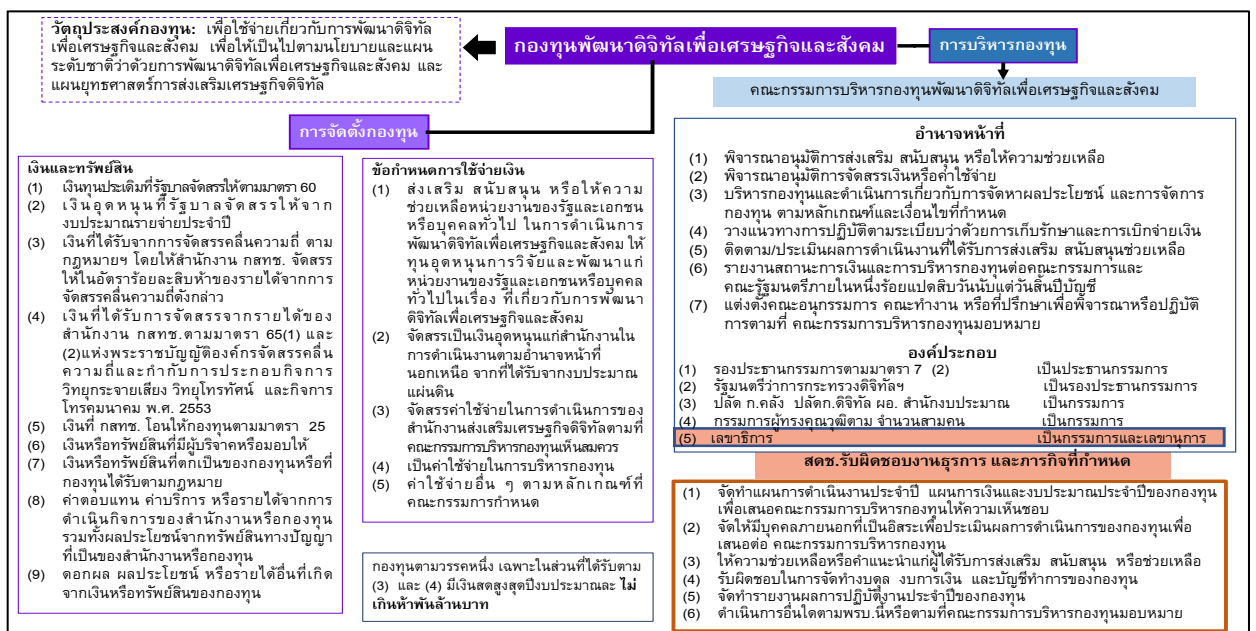 วัตถุประสงค์กองทุน: เพื่อใช้จ่ายเกี่ยวกับการพัฒนาดิจิทัล
เพื่อเศรษฐกิจและสังคม เพื่อให้เป็นไปตามนโยบายและแผน
ระดับชาติว่าด้วยการพัฒนาดิจิทัลเพื่อเศรษฐกิจและสังคม และ
แผนยุทธศาสตร์การส่งเสริมเศรษฐกิจดิจิทัล
กองทุนพัฒนาดิจิทัลเพื่อเศรษฐกิจและสังคม
การบริหารกองทุน
คณะกรรมการบริหารกองทุนพัฒนาดิจิทัลเพื่อเศรษฐกิจและสังคม
การจัดตั้งกองทุน
เงินและทรัพย์สิน
(1) เงินทุนประเดิมที่รัฐบาลจัดสรรให้ตามมาตรา 60
(2) เงินอุดหนุนที่รัฐบาลจัดสรรให้จาก
งบประมาณรายจ่ายประจำปี
(3) เงินที่ได้รับจากการจัดสรรคลื่นความถี่ ตาม
กฎหมายฯ โดยให้สำนักงาน กสทช. จัดสรร
ให้ในอัตราร้อยละสิบห้าของรายได้จากการ
จัดสรรคลื่นความถี่ดังกล่าว
(4) เงินที่ได้รับการจัดสรรจากรายได้ของ
สำนักงาน กสทช.ตามมาตรา 65(1) และ
(2)แห่งพระราชบัญญัติองค์กรจัดสรรคลื่น
ความถี่และกำกับการประกอบกิจการ
วิทยุกระจายเสียง วิทยุโทรทัศน์ และกิจการ
โทรคมนาคม พ.ศ. 2553
(5) เงินที่ กสทช. โอนให้กองทุนตามมาตรา 25
(6) เงินหรือทรัพย์สินที่มีผู้บริจาคหรือมอบให้
(7) เงินหรือทรัพย์สินที่ตกเป็นของกองทุนหรือที่
กองทุนได้รับตามกฎหมาย
(8) ค่าตอบแทน ค่าบริการ หรือรายได้จากการ
ดำเนินกิจการของสำนักงานหรือกองทุน
รวมทั้งผลประโยชน์จากทรัพย์สินทางปัญญา
ที่เป็นของสำนักงานหรือกองทุน
(9) ดอกผล ผลประโยชน์ หรือรายได้อื่นที่เกิด
จากเงินหรือทรัพย์สินของกองทุน
ข้อกำหนดการใช้จ่ายเงิน
(1) ส่งเสริม สนับสนุน หรือให้ความ
ช่วยเหลือหน่วยงานของรัฐและเอกชน
หรือบุคคลทั่วไป ในการดำเนินการ
พัฒนาดิจิทัลเพื่อเศรษฐกิจและสังคม ให้
ทุนอุดหนุนการวิจัยและพัฒนาแก่
หน่วยงานของรัฐและเอกชนหรือบุคคล
ทั่วไปในเรื่อง ที่เกี่ยวกับการพัฒนา
ดิจิทัลเพื่อเศรษฐกิจและสังคม
(2) จัดสรรเป็นเงินอุดหนุนแก่สำนักงานใน
การดำเนินงานตามอำนาจหน้าที่
นอกเหนือ จากที่ได้รับจากงบประมาณ
แผ่นดิน
(3) จัดสรรค่าใช้จ่ายในการดำเนินการของ
สำนักงานส่งเสริมเศรษฐกิจดิจิทัลตามที่
คณะกรรมการบริหารกองทุนเห็นสมควร
(4) เป็นค่าใช้จ่ายในการบริหารกองทุน
(5) ค่าใช้จ่ายอื่น ๆ ตามหลักเกณฑ์ที่
คณะกรรมการกำหนด
กองทุนตามวรรคหนึ่ง เฉพาะในส่วนที่ได้รับตาม
(3) และ (4) มีเงินสดสูงสุดปีงบประมาณละ ไม่
เกินห้าพันล้านบาท
อำนาจหน้าที่
(1) พิจารณาอนุมัติการส่งเสริม สนับสนุน หรือให้ความช่วยเหลือ
(2) พิจารณาอนุมัติการจัดสรรเงินหรือค่าใช้จ่าย
(3) บริหารกองทุนและดำเนินการเกี่ยวกับการจัดหาผลประโยชน์ และการจัดการ
กองทุน ตามหลักเกณฑ์และเงื่อนไขที่กำหนด
(4) วางแนวทางการปฏิบัติตามระเบียบว่าด้วยการเก็บรักษาและการเบิกจ่ายเงิน
(5) ติดตาม/ประเมินผลการดำเนินงานที่ได้รับการส่งเสริม สนับสนุนช่วยเหลือ
(6) รายงานสถานะการเงินและการบริหารกองทุนต่อคณะกรรมการและ
คณะรัฐมนตรีภายในหนึ่งร้อยแปดสิบวันนับแต่วันสิ้นปีบัญชี
(7) แต่งตั้งคณะอนุกรรมการ คณะทำงาน หรือที่ปรึกษาเพื่อพิจารณาหรือปฏิบัติ
การตามที่ คณะกรรมการบริหารกองทุนมอบหมาย
องค์ประกอบ
(1) รองประธานกรรมการตามมาตรา 7 (2) เป็นประธานกรรมการ
(2) รัฐมนตรีว่าการกระทรวงดิจิทัลฯ เป็นรองประธานกรรมการ
(3) ปลัด ก.คลัง ปลัดก.ดิจิทัล ผอ. สำนักงบประมาณ เป็นกรรมการ
(4) กรรมการผู้ทรงคุณวุฒิตาม จำนวนสามคน เป็นกรรมการ
(5) เลขาธิการ เป็นกรรมการและเลขานุการ
สดช.รับผิดชอบงานธุรการ และภารกิจที่กำหนด
(1) จัดทำแผนการดำเนินงานประจำปี แผนการเงินและงบประมาณประจำปีของกองทุน
เพื่อเสนอคณะกรรมการบริหารกองทุนให้ความเห็นชอบ
(2) จัดให้มีบุคคลภายนอกที่เป็นอิสระเพื่อประเมินผลการดำเนินการของกองทุนเพื่อ
เสนอต่อ คณะกรรมการบริหารกองทุน
(3) ให้ความช่วยเหลือหรือคำแนะนำแก่ผู้ได้รับการส่งเสริม สนับสนุน หรือช่วยเหลือ
(4) รับผิดชอบในการจัดทำงบดุล งบการเงิน และบัญชีทำการของกองทุน
(5) จัดทำรายงานผลการปฏิบัติงานประจำปีของกองทุน
(6) ดำเนินการอื่นใดตามพรบ.นี้หรือตามที่คณะกรรมการบริหารกองทุนมอบหมาย